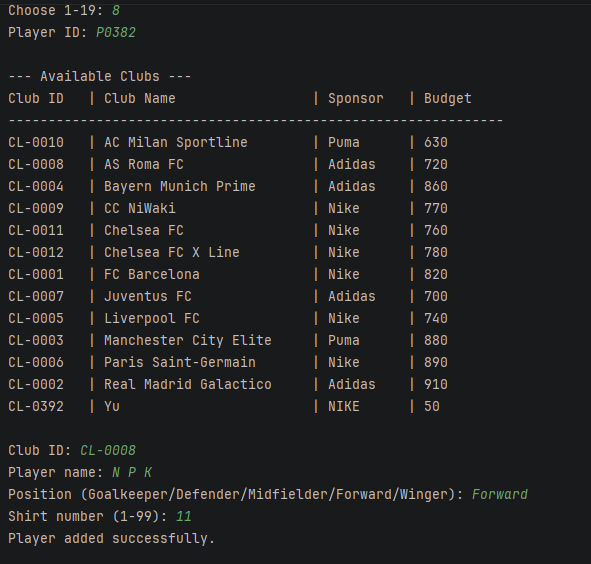 Choose 1-19: 8
Player ID: P0382
--- Available Clubs ---
Club ID   | Club Name                 | Sponsor   | Budget
--------------------------------------------------------------
CL-0010   | AC Milan Sportline        | Puma      | 630
CL-0008   | AS Roma FC                | Adidas    | 720
CL-0004   | Bayern Munich Prime       | Adidas    | 860
CL-0009   | CC NiWaki                 | Nike      | 770
CL-0011   | Chelsea FC                | Nike      | 760
CL-0012   | Chelsea FC X Line         | Nike      | 780
CL-0001   | FC Barcelona              | Nike      | 820
CL-0007   | Juventus FC               | Adidas    | 700
CL-0005   | Liverpool FC              | Nike      | 740
CL-0003   | Manchester City Elite     | Puma      | 880
CL-0006   | Paris Saint-Germain       | Nike      | 890
CL-0002   | Real Madrid Galactico     | Adidas    | 910
CL-0392   | Yu                        | NIKE      | 50
Club ID: CL-0008
Player name: N P K
Position (Goalkeeper/Defender/Midfielder/Forward/Winger): Forward
Shirt number (1-99): 11
Player added successfully.